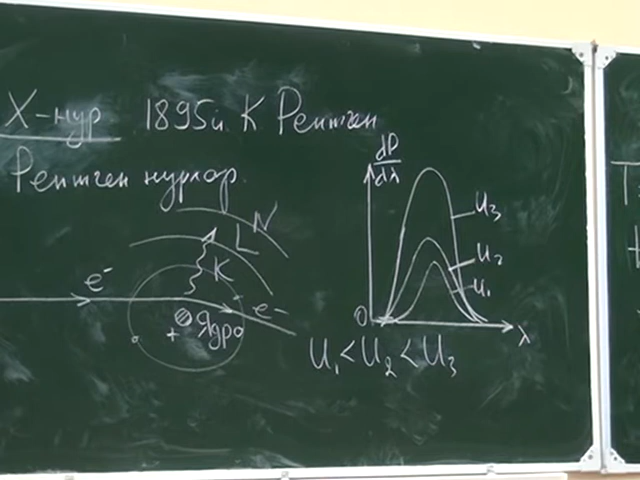 X-нур 1895й К Рентген
Рентген нурлар
dP
dλ
N
L
K
e⁻
e⁻
+ Ядро
U₃
U₂
U₁
0
λ
U₁ < U₂ < U₃